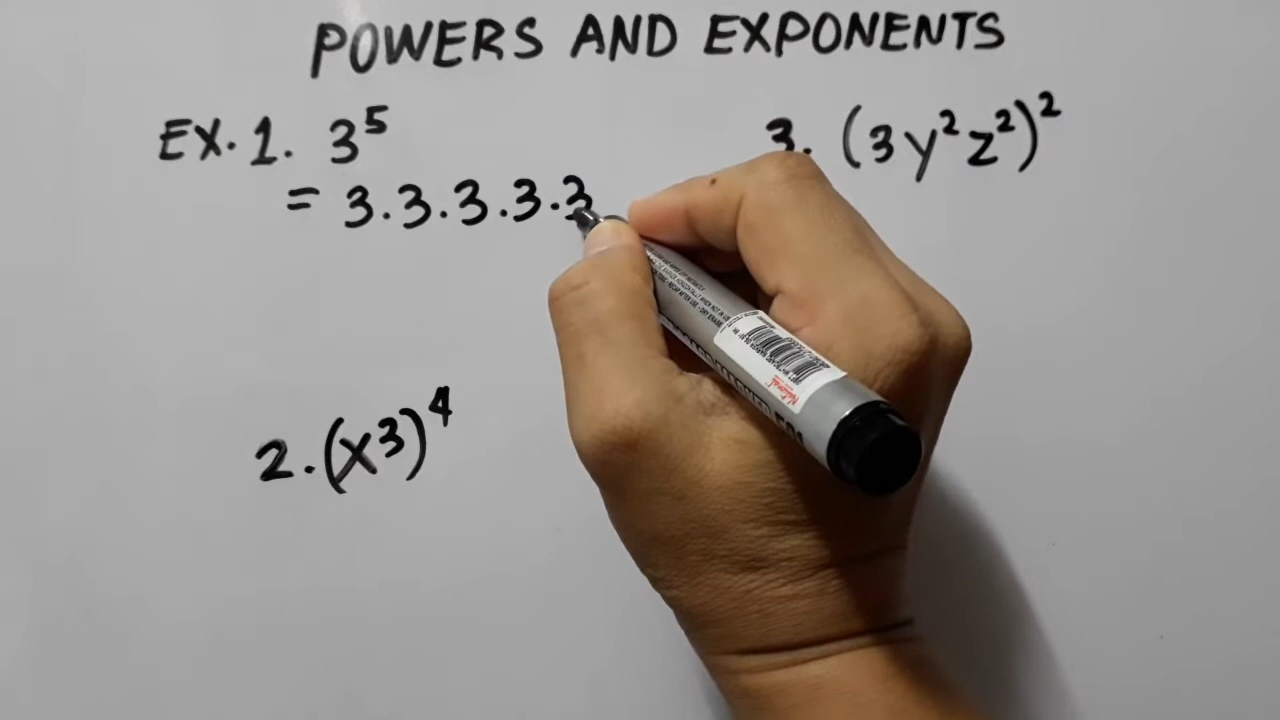 POWERS AND EXPONENTS
EX. 1. 3⁵
= 3.3.3.3.3
2. (x³)⁴
3. (3y²z²)²